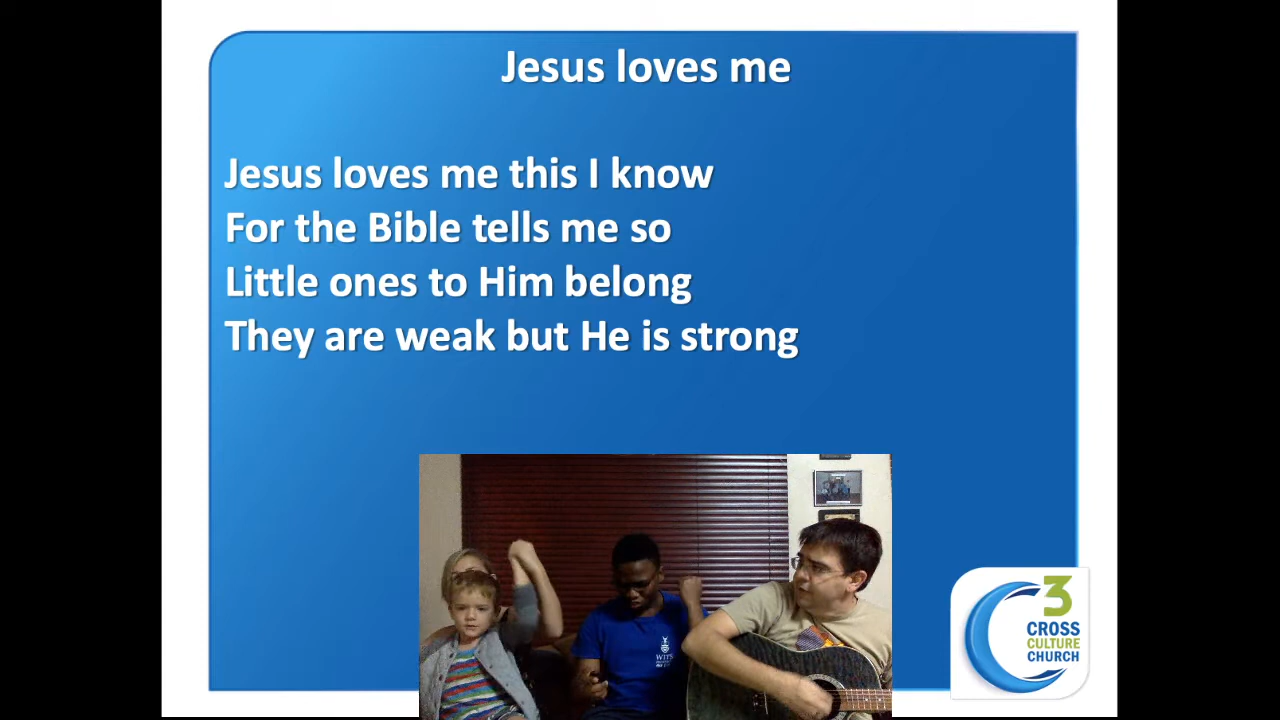 Jesus loves me
Jesus loves me this I know
For the Bible tells me so
Little ones to Him belong
They are weak but He is strong
WITS
3
CROSS
CULTURE
CHURCH